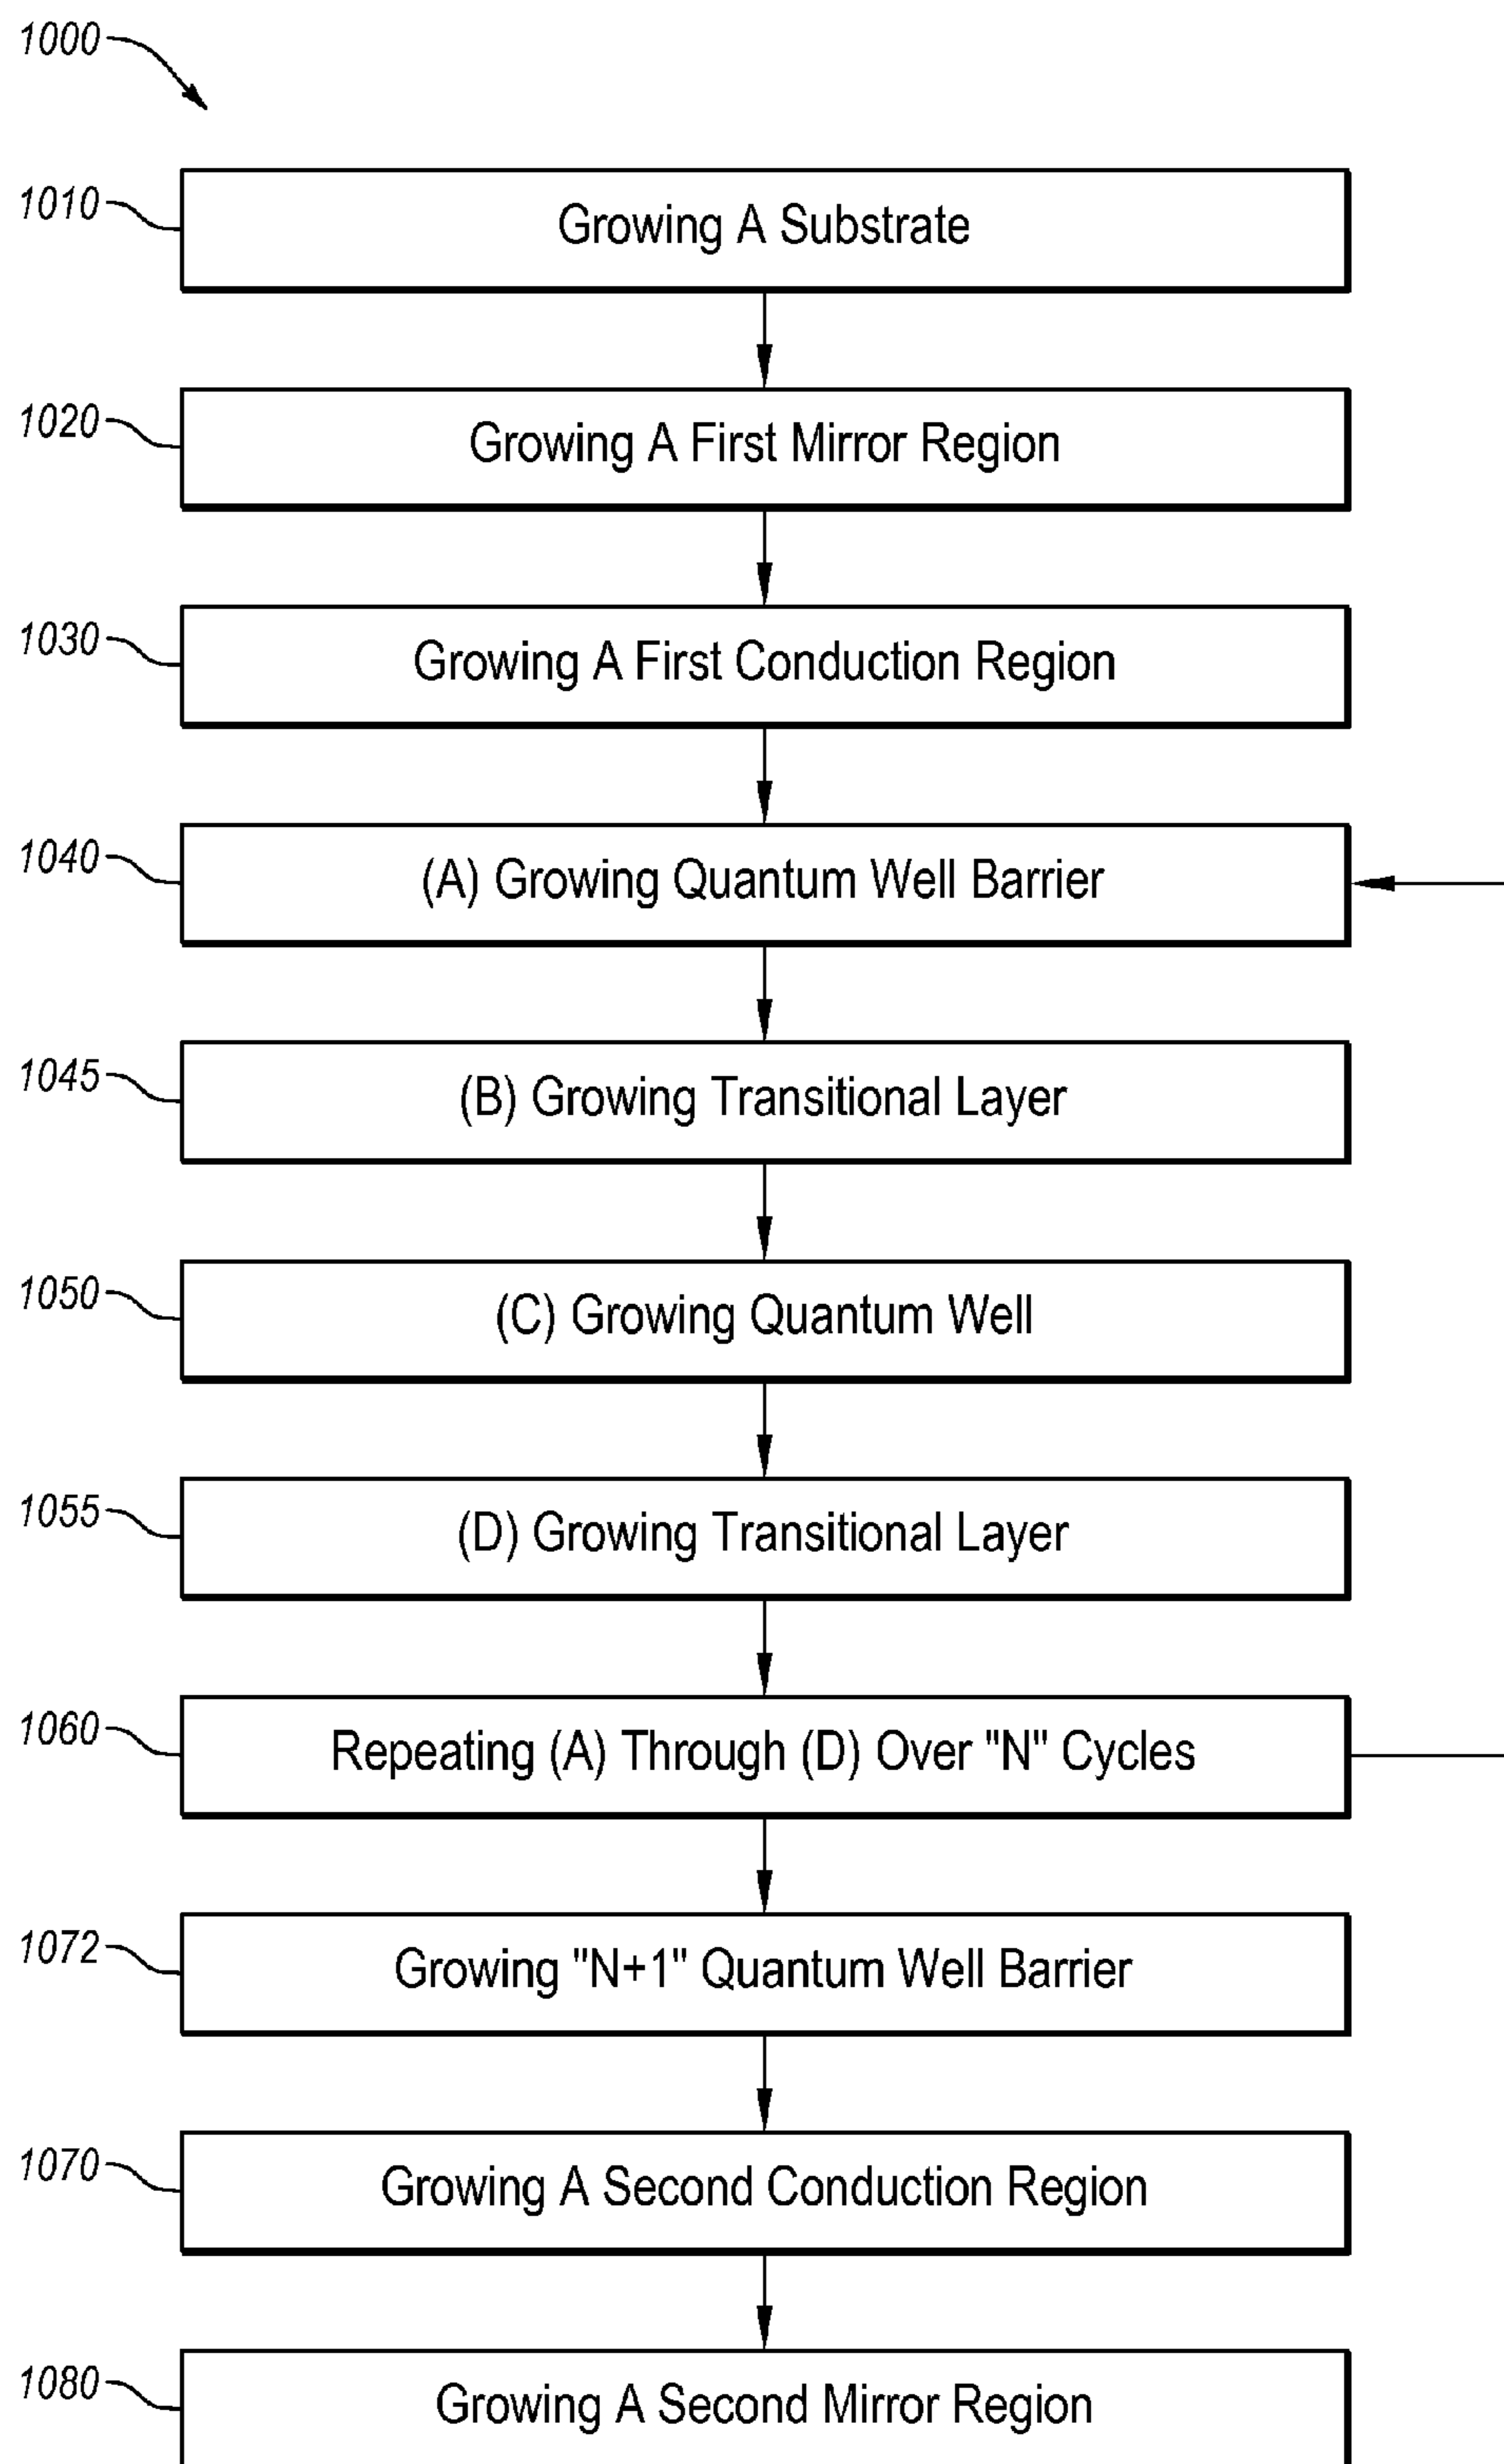 1000
1010
Growing A Substrate
1020
Growing A First Mirror Region
1030
Growing A First Conduction Region
1040
(A) Growing Quantum Well Barrier
1045
(B) Growing Transitional Layer
1050
(C) Growing Quantum Well
1055
(D) Growing Transitional Layer
1060
Repeating (A) Through (D) Over "N" Cycles
1072
Growing "N+1" Quantum Well Barrier
1070
Growing A Second Conduction Region
1080
Growing A Second Mirror Region